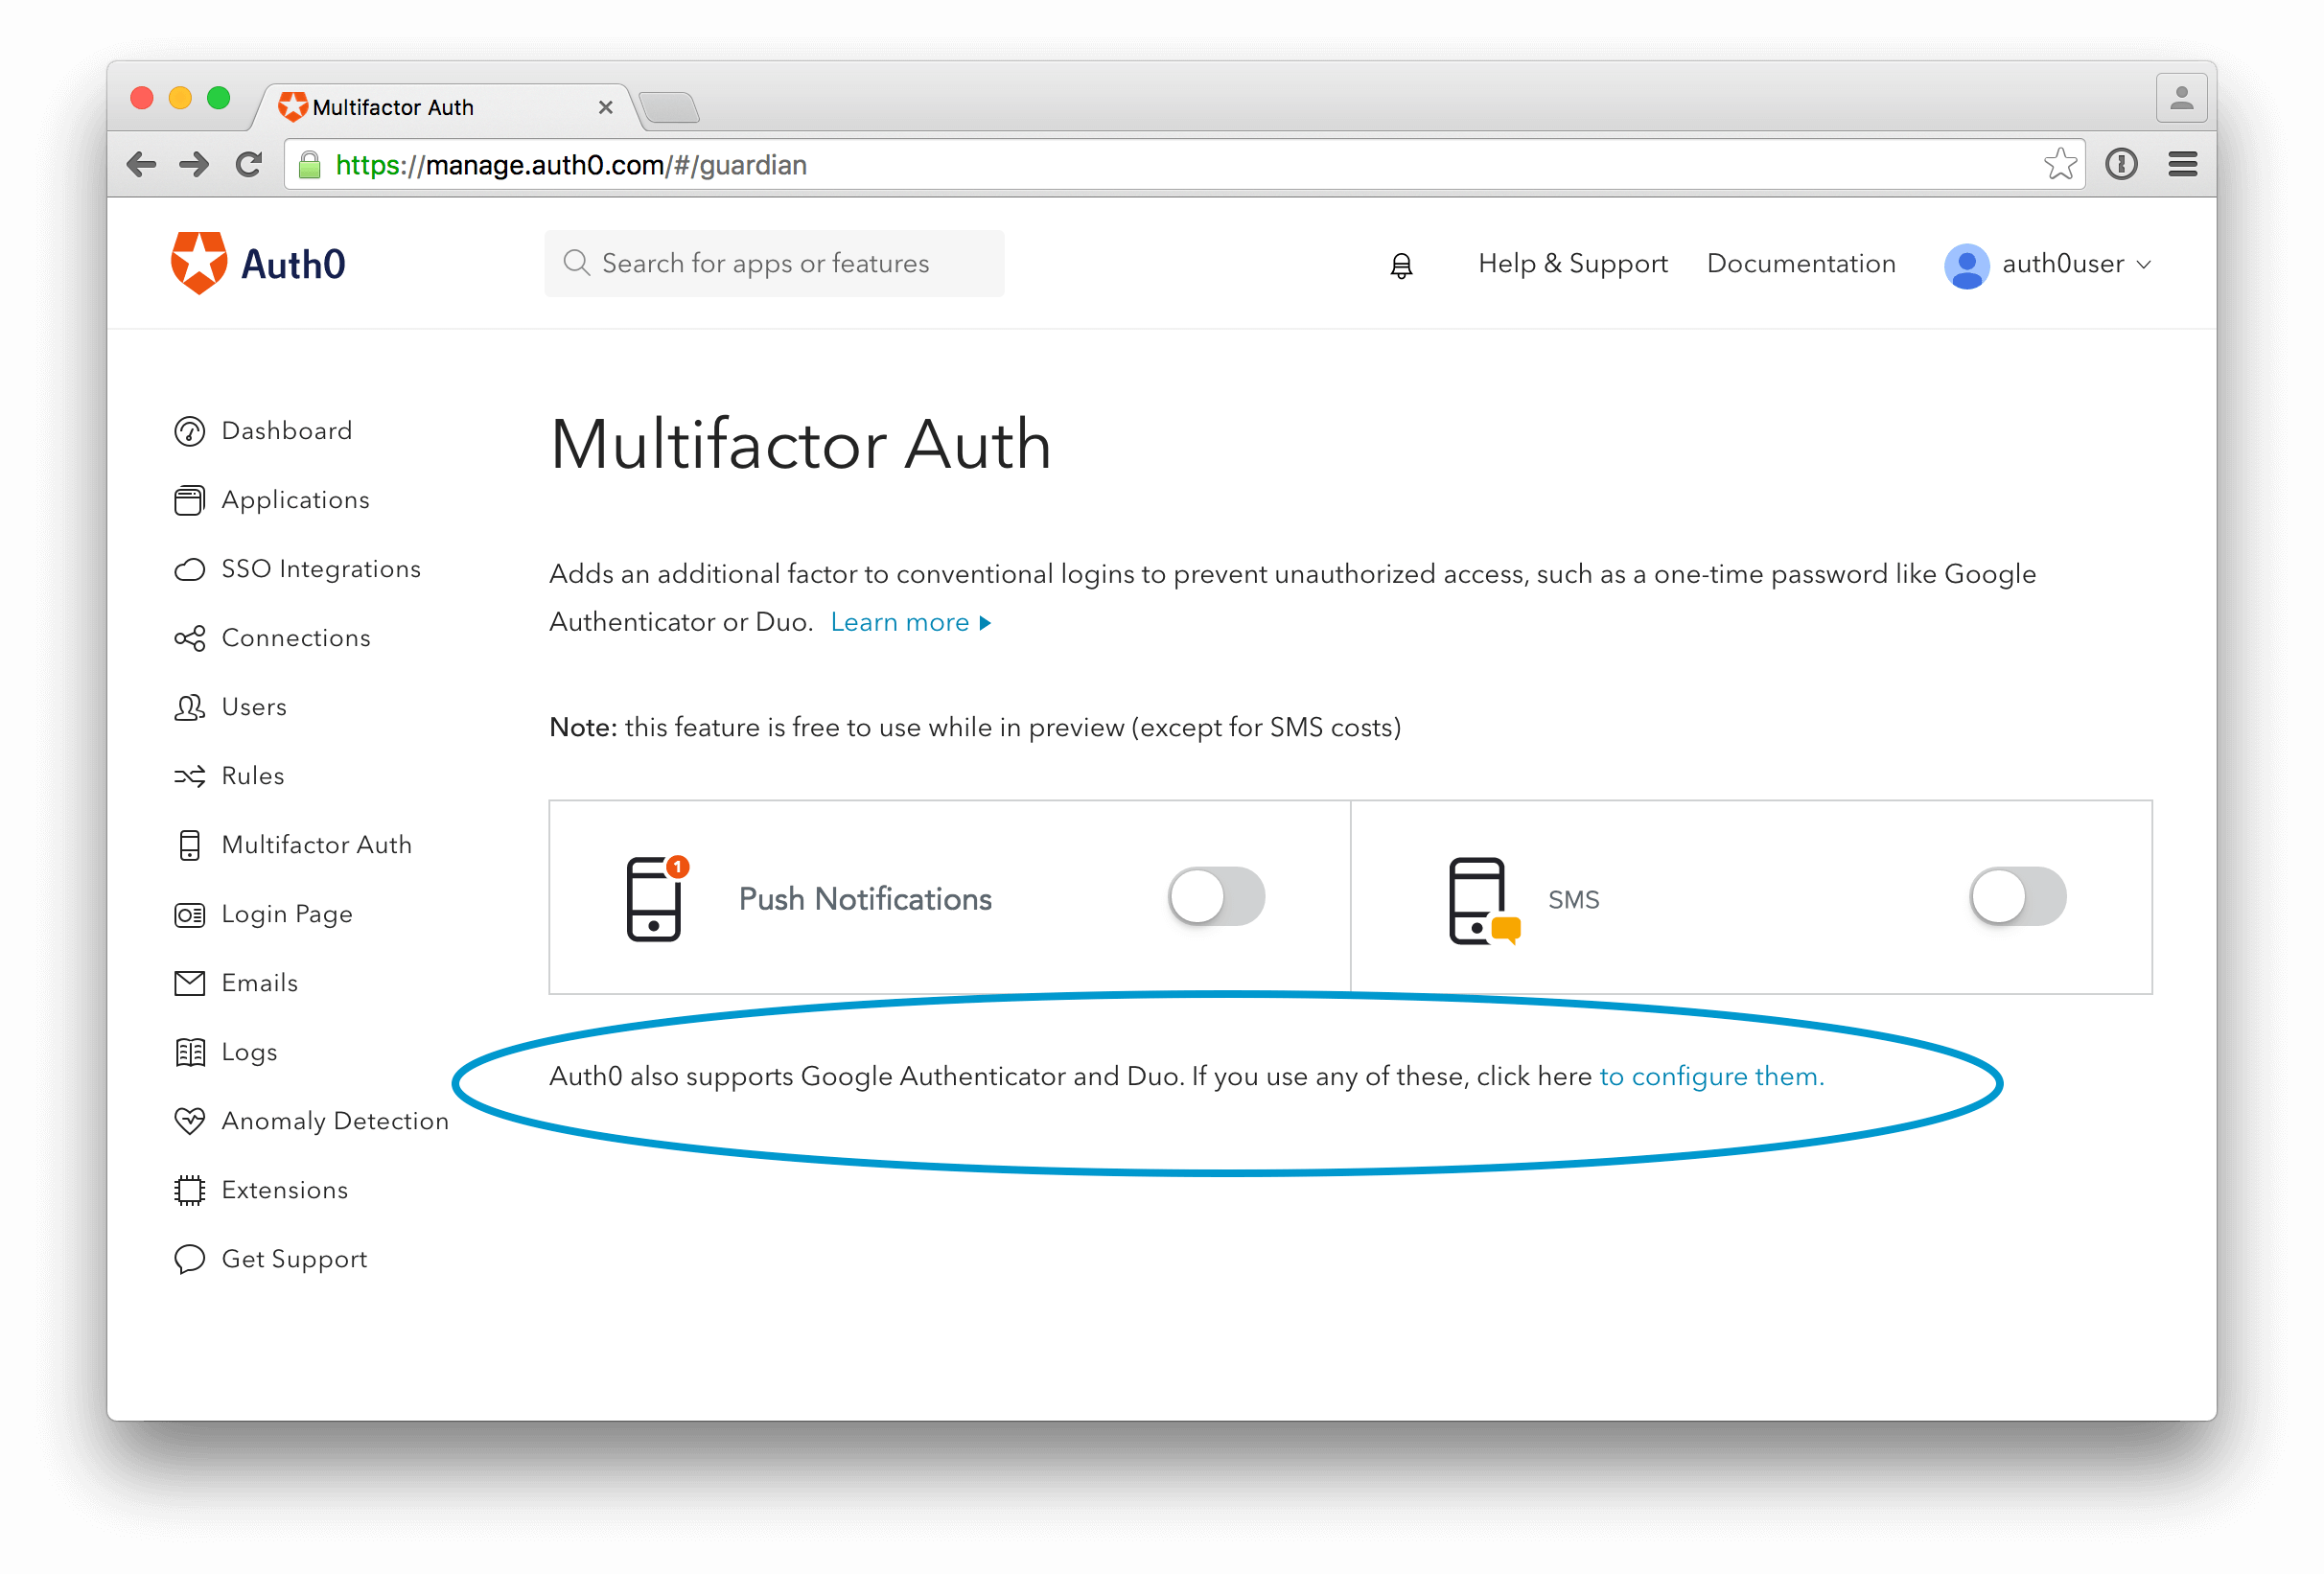 Multifactor Auth
https://manage.auth0.com/#/guardian
Auth0
Search for apps or features
Help & Support
Documentation
auth0user
Dashboard
Applications
SSO Integrations
Connections
Users
Rules
Multifactor Auth
Login Page
Emails
Logs
Anomaly Detection
Extensions
Get Support
Multifactor Auth
Adds an additional factor to conventional logins to prevent unauthorized access, such as a one-time password like Google
Authenticator or Duo. Learn more
Note: this feature is free to use while in preview (except for SMS costs)
1
Push Notifications
SMS
Auth0 also supports Google Authenticator and Duo. If you use any of these, click here to configure them.